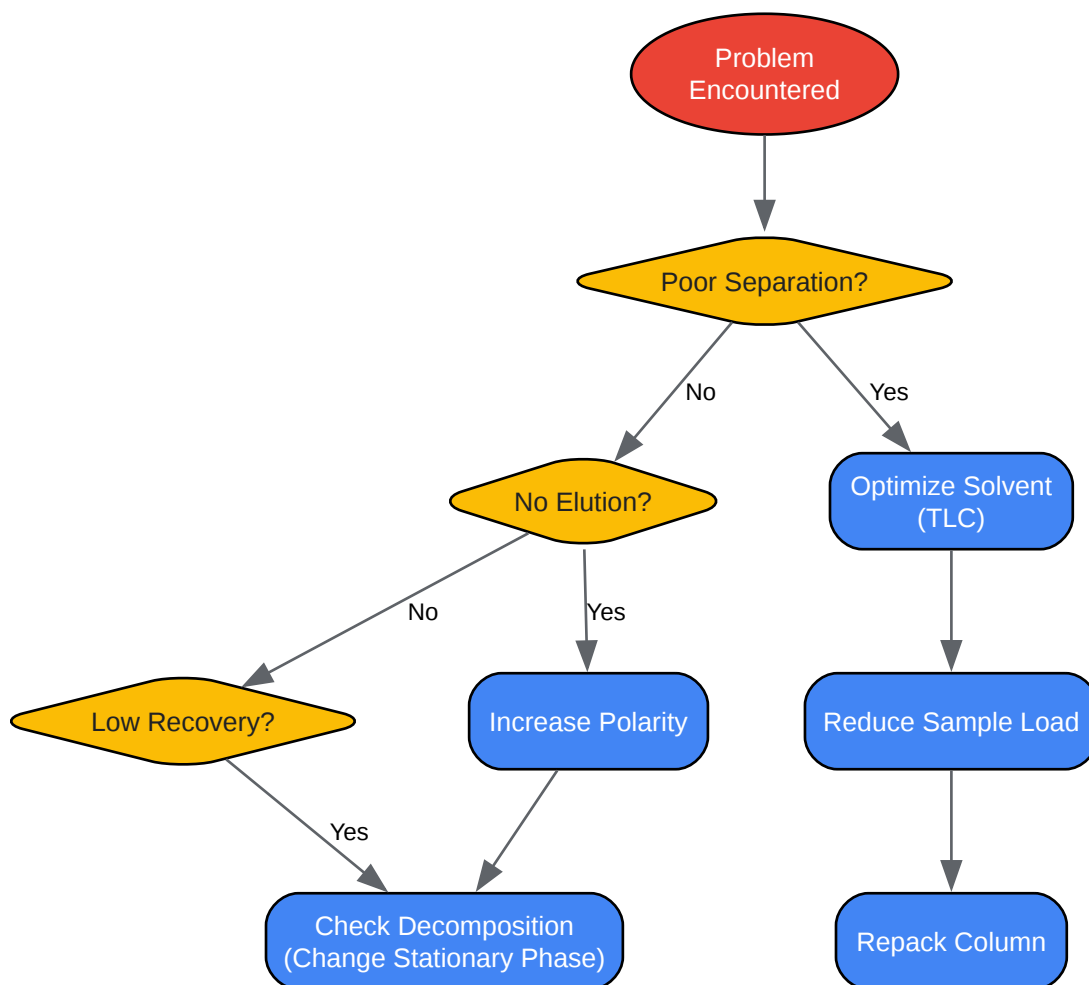 Problem
Encountered
Poor Separation?
No
Yes
No Elution?
Optimize Solvent
(TLC)
No
Yes
Low Recovery?
Increase Polarity
Reduce Sample Load
Yes
Check Decomposition
(Change Stationary Phase)
Repack Column